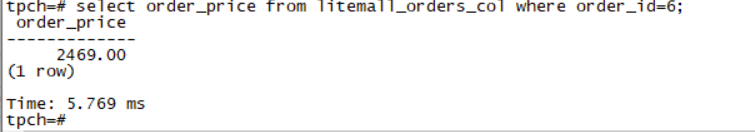 tpch=# select order_price from litemall_orders_col where order_id=6;
 order_price
-------------
     2469.00
(1 row)

Time: 5.769 ms
tpch=#